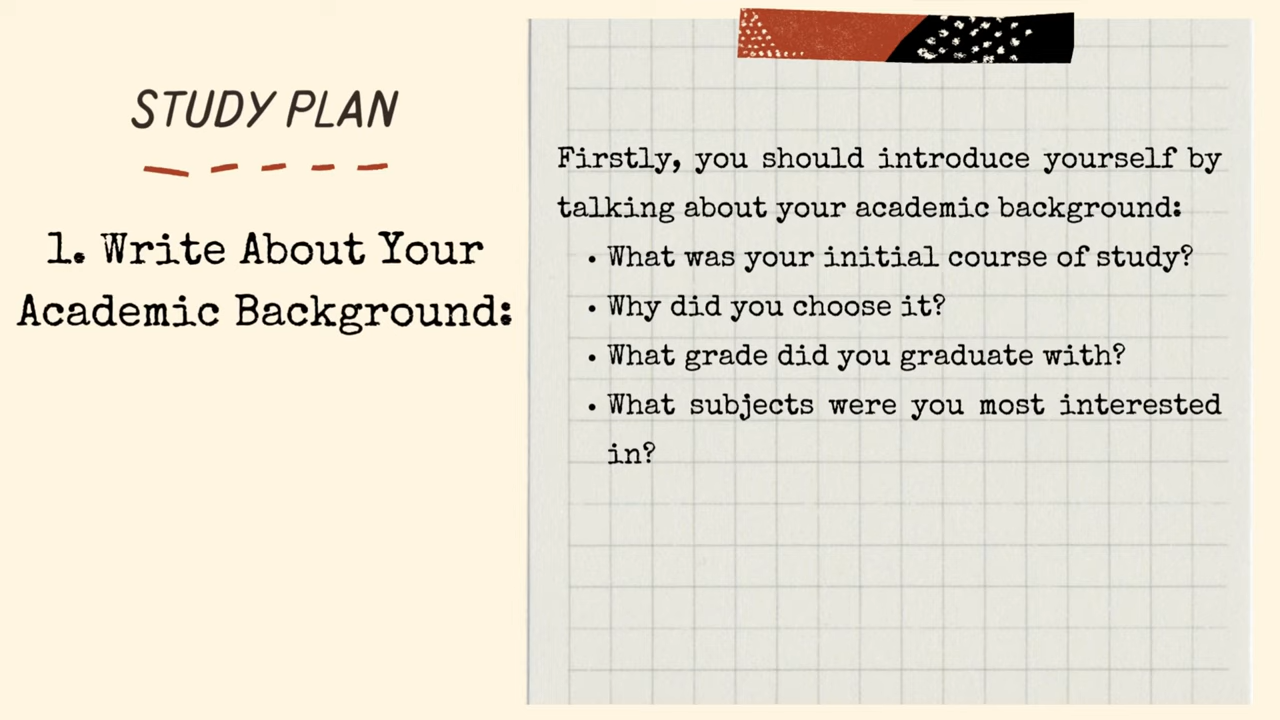 STUDY PLAN
1. Write About Your
Academic Background:
Firstly, you should introduce yourself by
talking about your academic background:
• What was your initial course of study?
• Why did you choose it?
• What grade did you graduate with?
• What subjects were you most interested
in?